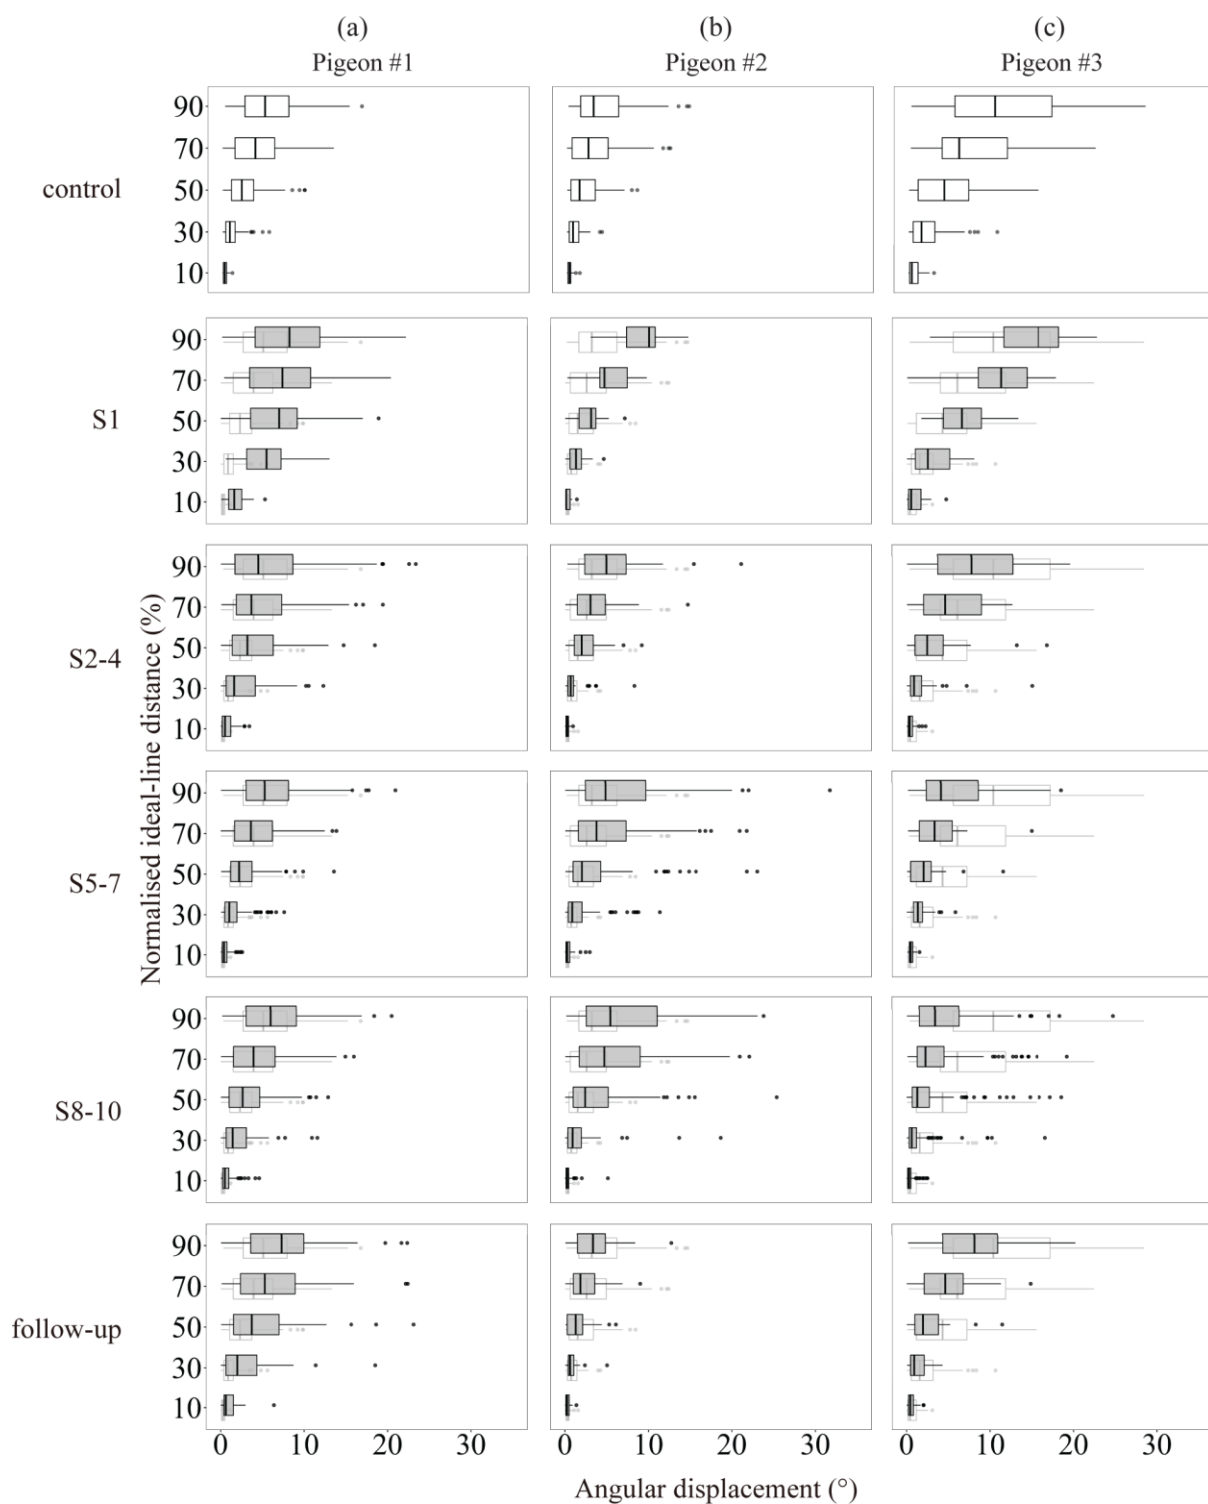 (a) (b) (c)
Pigeon #1 Pigeon #2 Pigeon #3
Normalised ideal-line distance (%)
control
90
70
50
30
10
S1
90
70
50
30
10
S2-4
90
70
50
30
10
S5-7
90
70
50
30
10
S8-10
90
70
50
30
10
follow-up
90
70
50
30
10
0 10 20 30 0 10 20 30 0 10 20 30
Angular displacement (°)